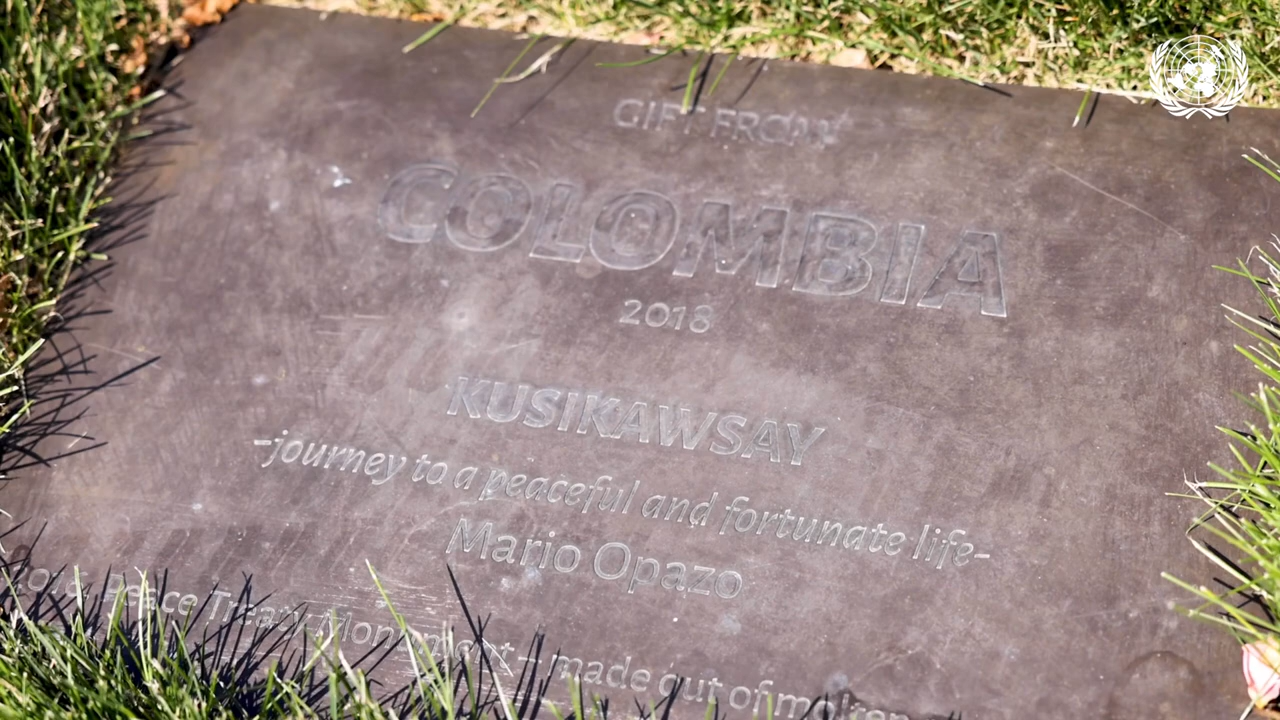 GIFT FROM
COLOMBIA
2018
KUSIKAWSAY
-journey to a peaceful and fortunate life-
Mario Opazo
Peace Treaty Monument – made out of molten